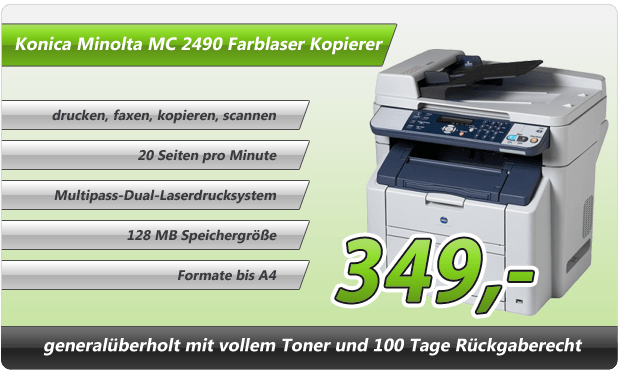 Konica Minolta MC 2490 Farblaser Kopierer
drucken, faxen, kopieren, scannen
20 Seiten pro Minute
Multipass-Dual-Laserdrucksystem
128 MB Speichergröße
Formate bis A4
349,-
generalüberholt mit vollem Toner und 100 Tage Rückgaberecht